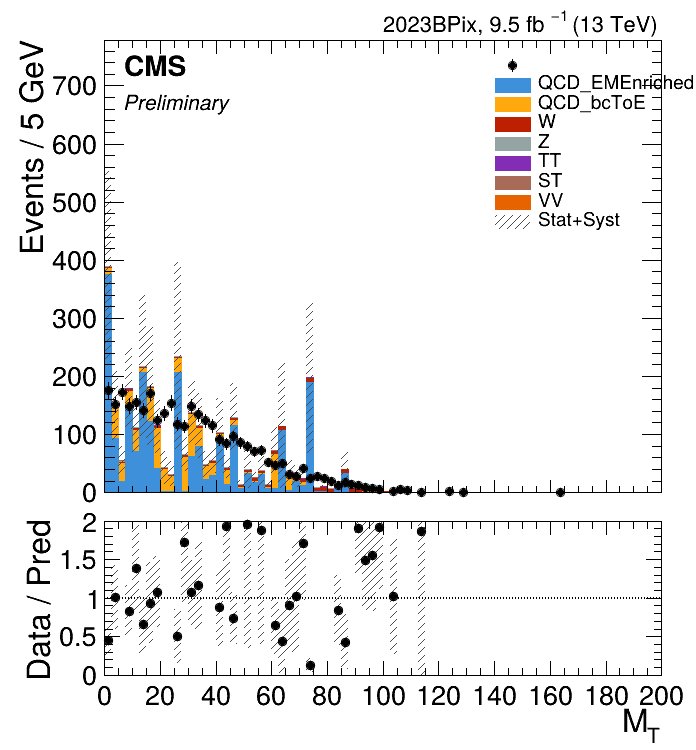 2023BPix, 9.5 fb⁻¹ (13 TeV)
CMS
Preliminary
QCD_EMEnriched
QCD_bcToE
W
Z
TT
ST
VV
Stat+Syst
Events / 5 GeV
700
600
500
400
300
200
100
0
Data / Pred
2
1.5
1
0.5
0
0 20 40 60 80 100 120 140 160 180 200
M_T